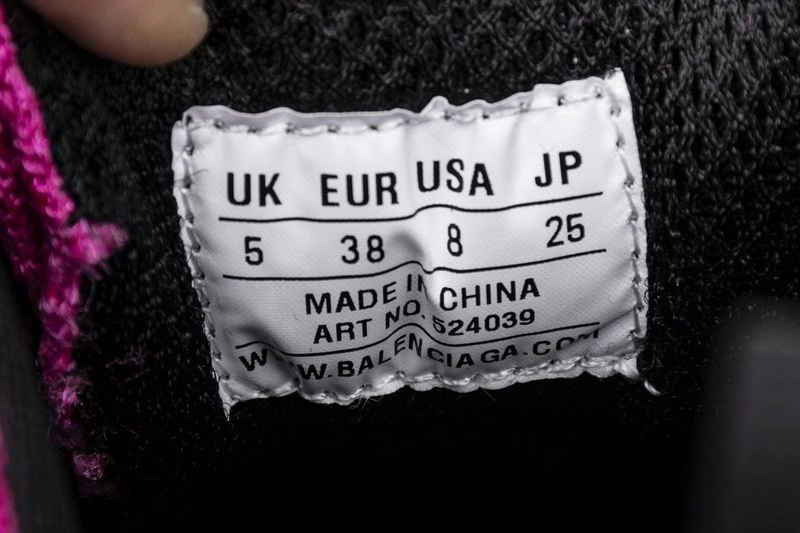 UK EUR USA JP
5 38 8 25
MADE IN CHINA
ART NO. 524039
WWW.BALENCIAGA.COM